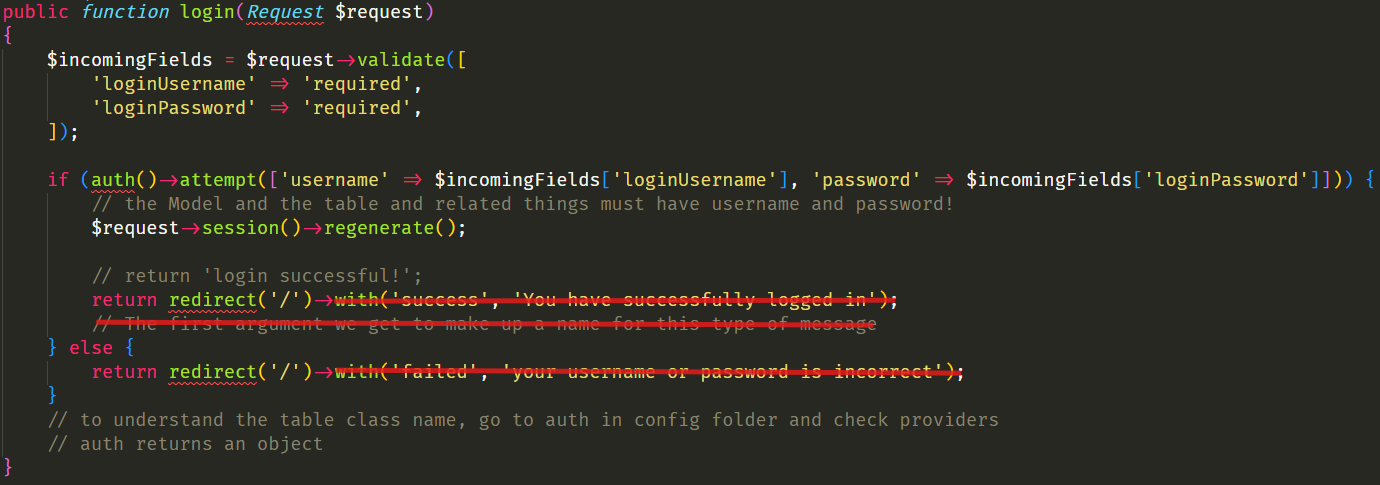 public function login(Request $request)
{
    $incomingFields = $request->validate([
        'loginUsername' => 'required',
        'loginPassword' => 'required',
    ]);

    if (auth()->attempt(['username' => $incomingFields['loginUsername'], 'password' => $incomingFields['loginPassword']])) {
        // the Model and the table and related things must have username and password!
        $request->session()->regenerate();

        // return 'login successful!';
        return redirect('/')->with('success', 'You have successfully logged in');
        // The first argument we get to make up a name for this type of message
    } else {
        return redirect('/')->with('failed', 'your username or password is incorrect');
    }
    // to understand the table class name, go to auth in config folder and check providers
    // auth returns an object
}